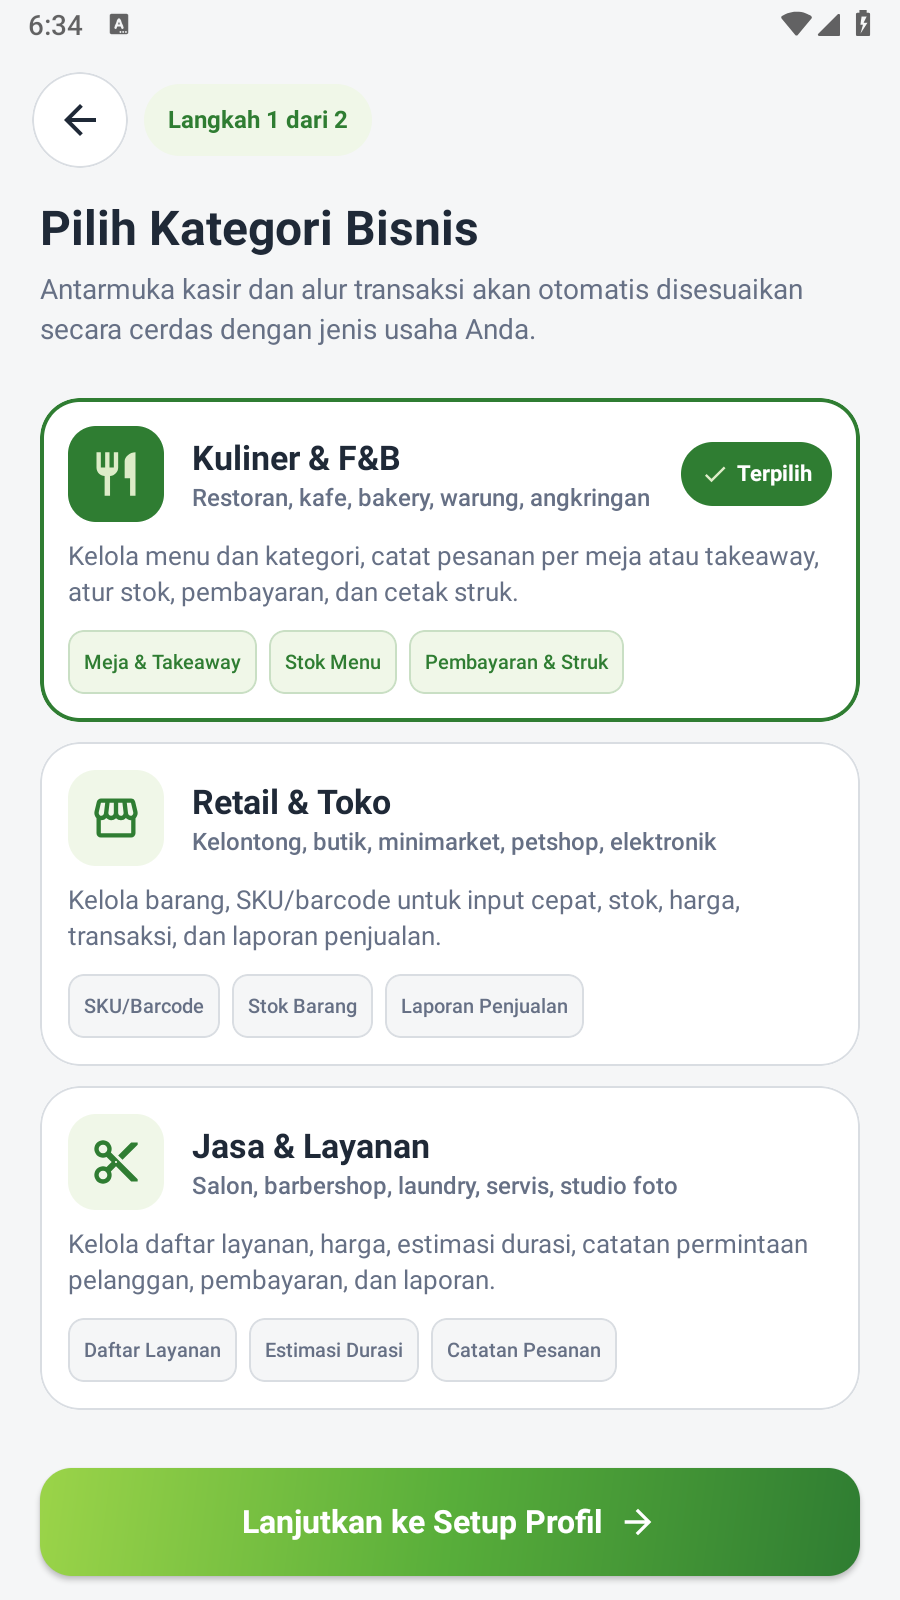 6:34
A
Langkah 1 dari 2
Pilih Kategori Bisnis
Antarmuka kasir dan alur transaksi akan otomatis disesuaikan
secara cerdas dengan jenis usaha Anda.
Kuliner & F&B
Restoran, kafe, bakery, warung, angkringan
Terpilih
Kelola menu dan kategori, catat pesanan per meja atau takeaway,
atur stok, pembayaran, dan cetak struk.
Meja & Takeaway
Stok Menu
Pembayaran & Struk
Retail & Toko
Kelontong, butik, minimarket, petshop, elektronik
Kelola barang, SKU/barcode untuk input cepat, stok, harga,
transaksi, dan laporan penjualan.
SKU/Barcode
Stok Barang
Laporan Penjualan
Jasa & Layanan
Salon, barbershop, laundry, servis, studio foto
Kelola daftar layanan, harga, estimasi durasi, catatan permintaan
pelanggan, pembayaran, dan laporan.
Daftar Layanan
Estimasi Durasi
Catatan Pesanan
Lanjutkan ke Setup Profil